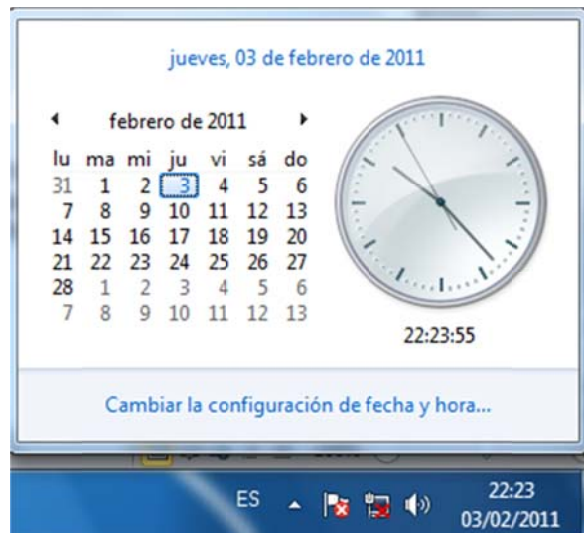 jueves, 03 de febrero de 2011
febrero de 2011
lu ma mi ju vi sá do
31 1 2 3 4 5 6
7 8 9 10 11 12 13
14 15 16 17 18 19 20
21 22 23 24 25 26 27
28 1 2 3 4 5 6
7 8 9 10 11 12 13
22:23:55
Cambiar la configuración de fecha y hora...
ES
22:23
03/02/2011